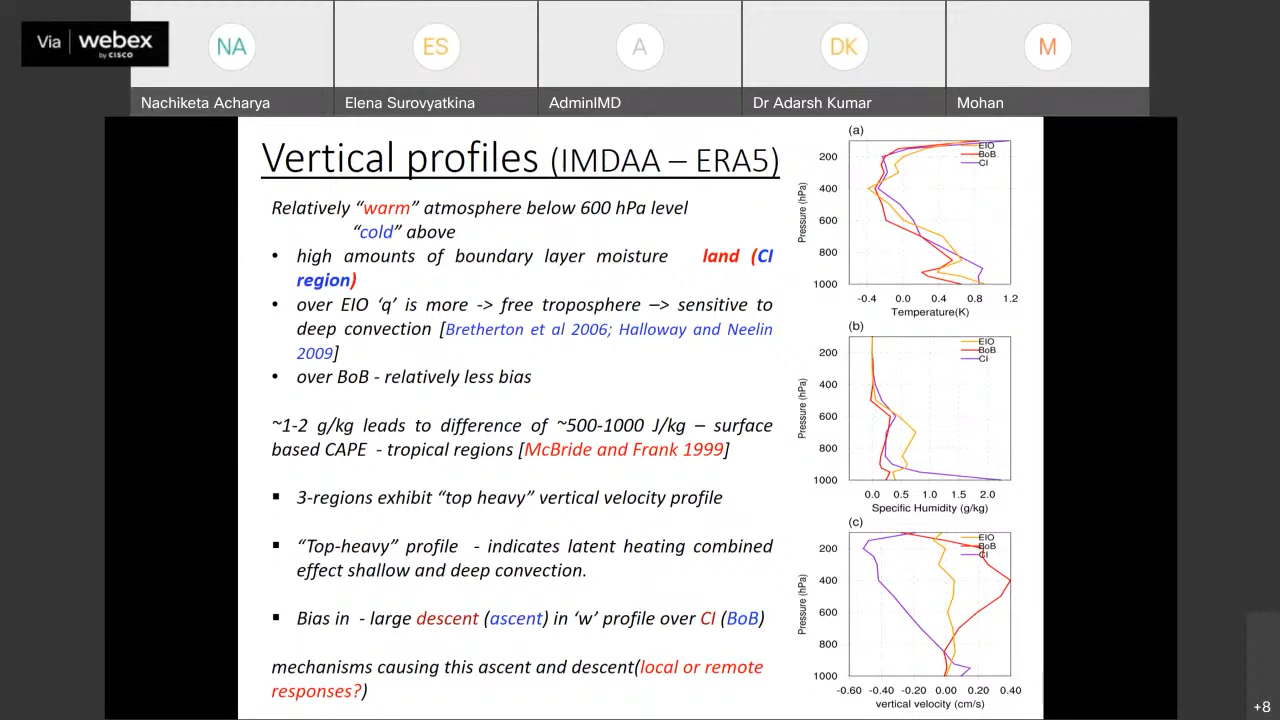 Via webex
by CISCO
NA
ES
A
DK
M
Nachiketa Acharya
Elena Surovyatkina
AdminIMD
Dr Adarsh Kumar
Mohan
Vertical profiles (IMDAA – ERA5)
Relatively “warm” atmosphere below 600 hPa level
“cold” above
• high amounts of boundary layer moisture land (CI
region)
• over EIO ‘q’ is more -> free troposphere –> sensitive to
deep convection [Bretherton et al 2006; Halloway and Neelin
2009]
• over BoB - relatively less bias
~1-2 g/kg leads to difference of ~500-1000 J/kg – surface
based CAPE - tropical regions [McBride and Frank 1999]
▪ 3-regions exhibit “top heavy” vertical velocity profile
▪ “Top-heavy” profile - indicates latent heating combined
effect shallow and deep convection.
▪ Bias in - large descent (ascent) in ‘w’ profile over CI (BoB)
mechanisms causing this ascent and descent(local or remote
responses?)
(a)
EIO
BoB
CI
200
400
600
800
1000
Pressure (hPa)
-0.4 0.0 0.4 0.8 1.2
Temperature(K)
(b)
EIO
BoB
CI
200
400
600
800
1000
Pressure (hPa)
0.0 0.5 1.0 1.5 2.0
Specific Humidity (g/kg)
(c)
EIO
BoB
CI
200
400
600
800
1000
Pressure (hPa)
-0.60 -0.40 -0.20 0.00 0.20 0.40
vertical velocity (cm/s)
+8